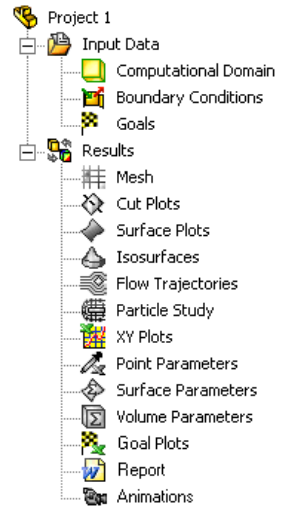 Project 1
Input Data
Computational Domain
Boundary Conditions
Goals
Results
Mesh
Cut Plots
Surface Plots
Isosurfaces
Flow Trajectories
Particle Study
XY Plots
Point Parameters
Surface Parameters
Volume Parameters
Goal Plots
Report
Animations